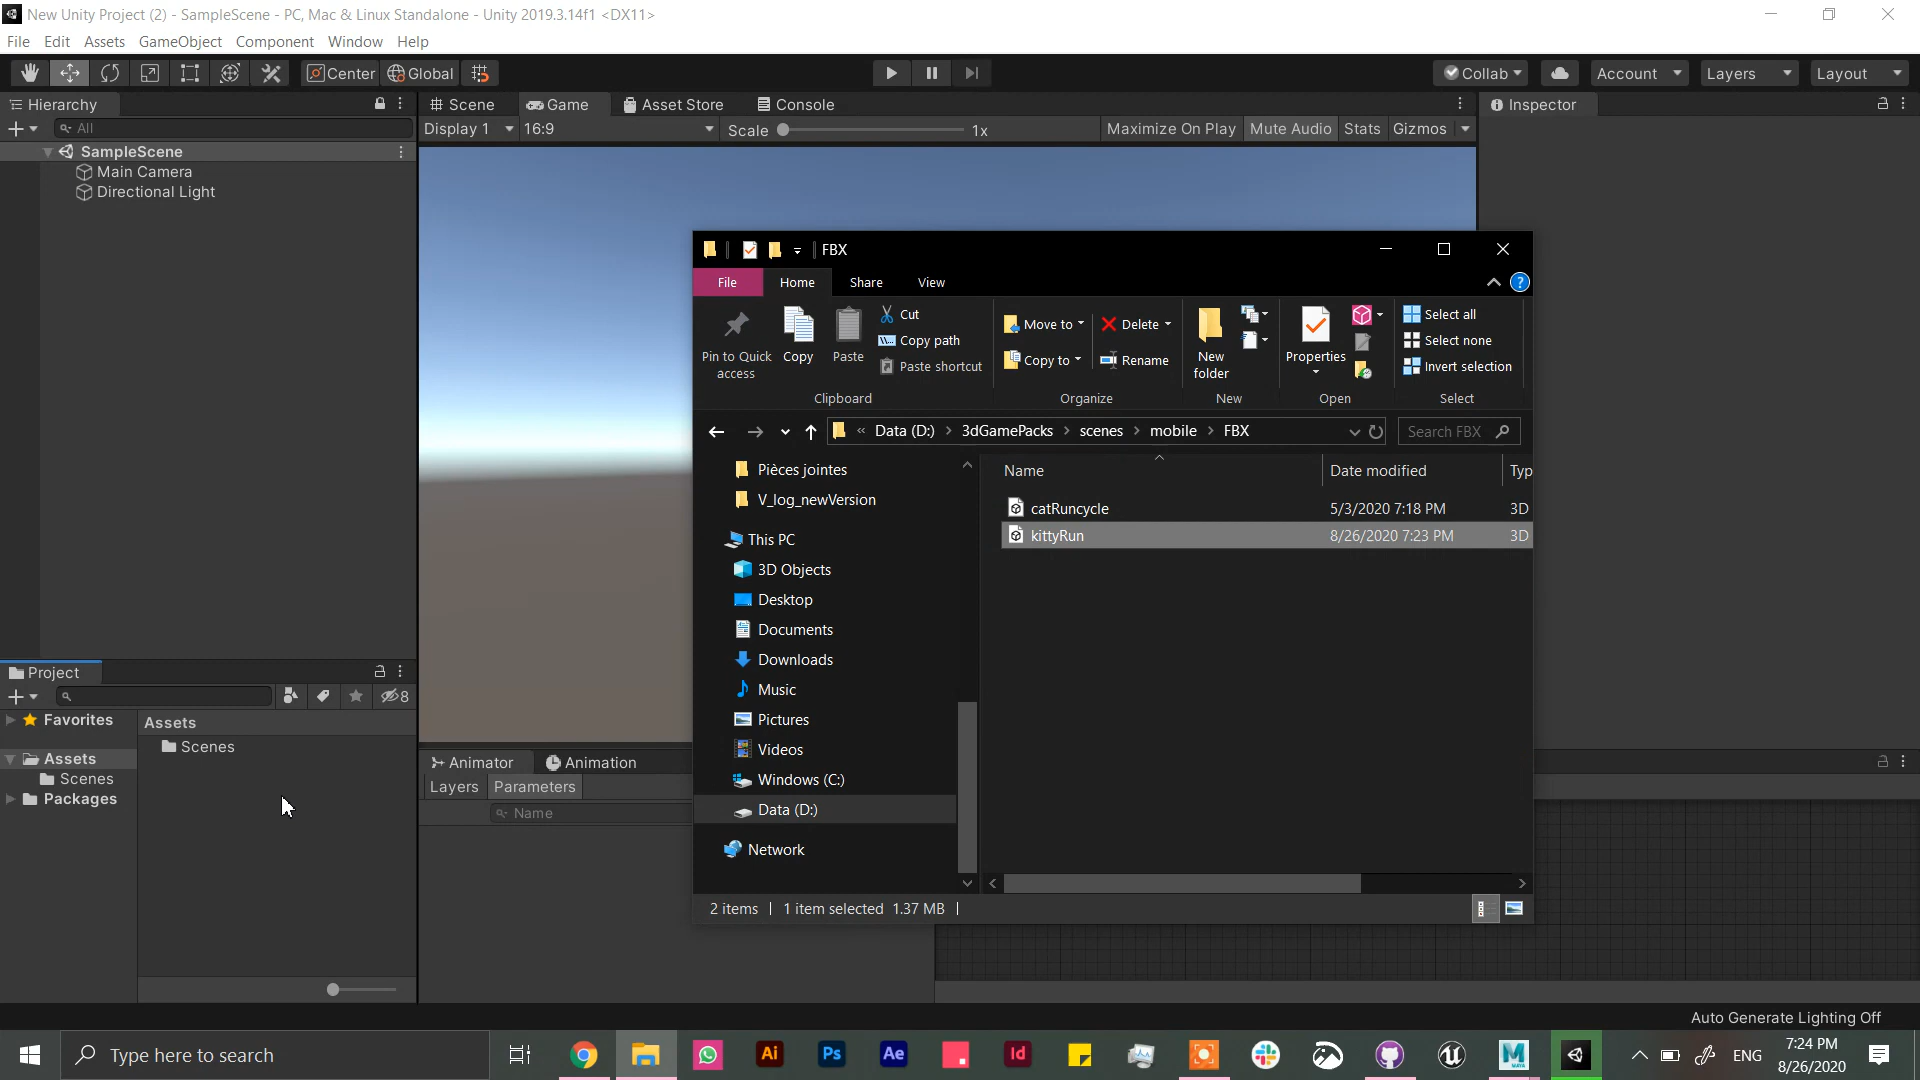 New Unity Project (2) - SampleScene - PC, Mac & Linux Standalone - Unity 2019.3.14f1 <DX11>
File Edit Assets GameObject Component Window Help
Center Global Collab Account Layers Layout
Hierarchy Scene Game Asset Store Console Inspector
All Display 1 16:9 Scale 1x Maximize On Play Mute Audio Stats Gizmos
SampleScene
Main Camera
Directional Light
FBX
File Home Share View
Pin to Quick access
Copy
Paste
Cut
Copy path
Paste shortcut
Clipboard
Move to
Copy to
Delete
Rename
Organize
New folder
New
Properties
Open
Select all
Select none
Invert selection
Select
« Data (D:) > 3dGamePacks > scenes > mobile > FBX
Search FBX
Pièces jointes
V_log_newVersion
This PC
3D Objects
Desktop
Documents
Downloads
Music
Pictures
Videos
Windows (C:)
Data (D:)
Network
Name Date modified Typ
catRuncycle 5/3/2020 7:18 PM 3D
kittyRun 8/26/2020 7:23 PM 3D
2 items 1 item selected 1.37 MB
Project
8
Favorites
Assets
Scenes
Packages
Assets
Scenes
Animator Animation
Layers Parameters
Name
Auto Generate Lighting Off
Type here to search
Ai Ps Ae Id M MAYA
ENG
7:24 PM
8/26/2020